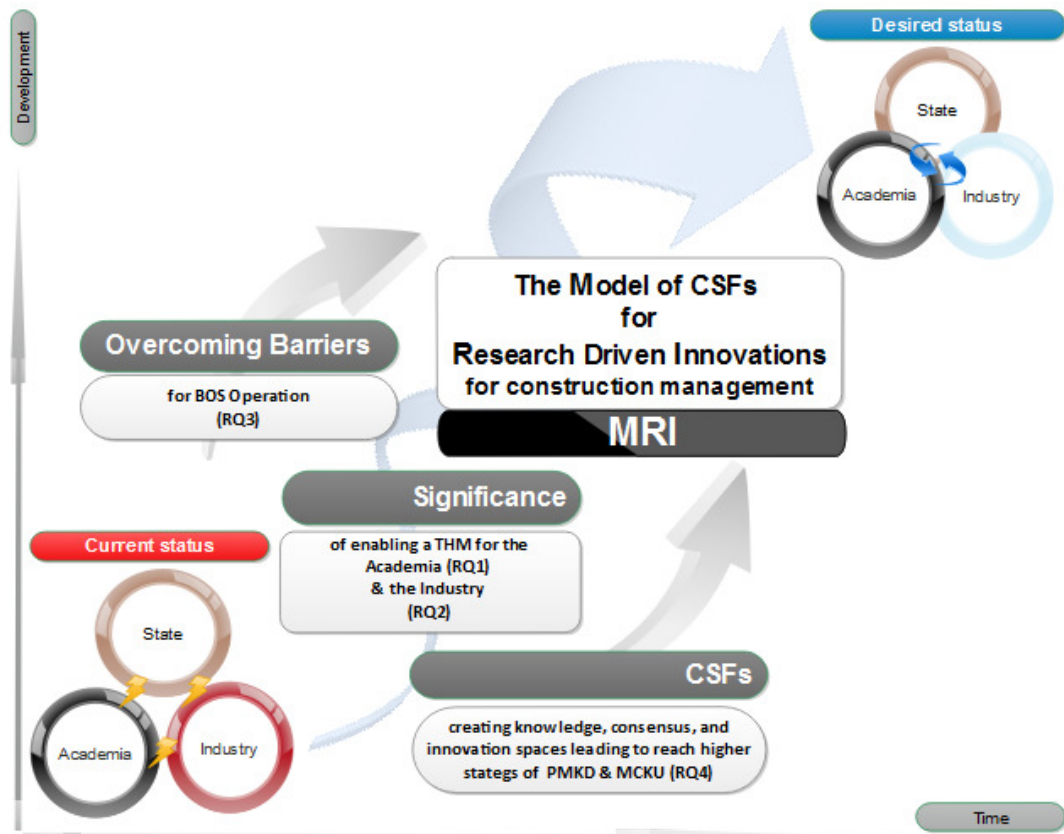 Development
Desired status
State
Academia
Industry
The Model of CSFs
for
Research Driven Innovations
for construction management
MRI
Overcoming Barriers
for BOS Operation
(RQ3)
Significance
of enabling a THM for the
Academia (RQ1)
& the Industry
(RQ2)
Current status
State
Academia
Industry
CSFs
creating knowledge, consensus, and
innovation spaces leading to reach higher
stategs of PMKD & MCKU (RQ4)
Time